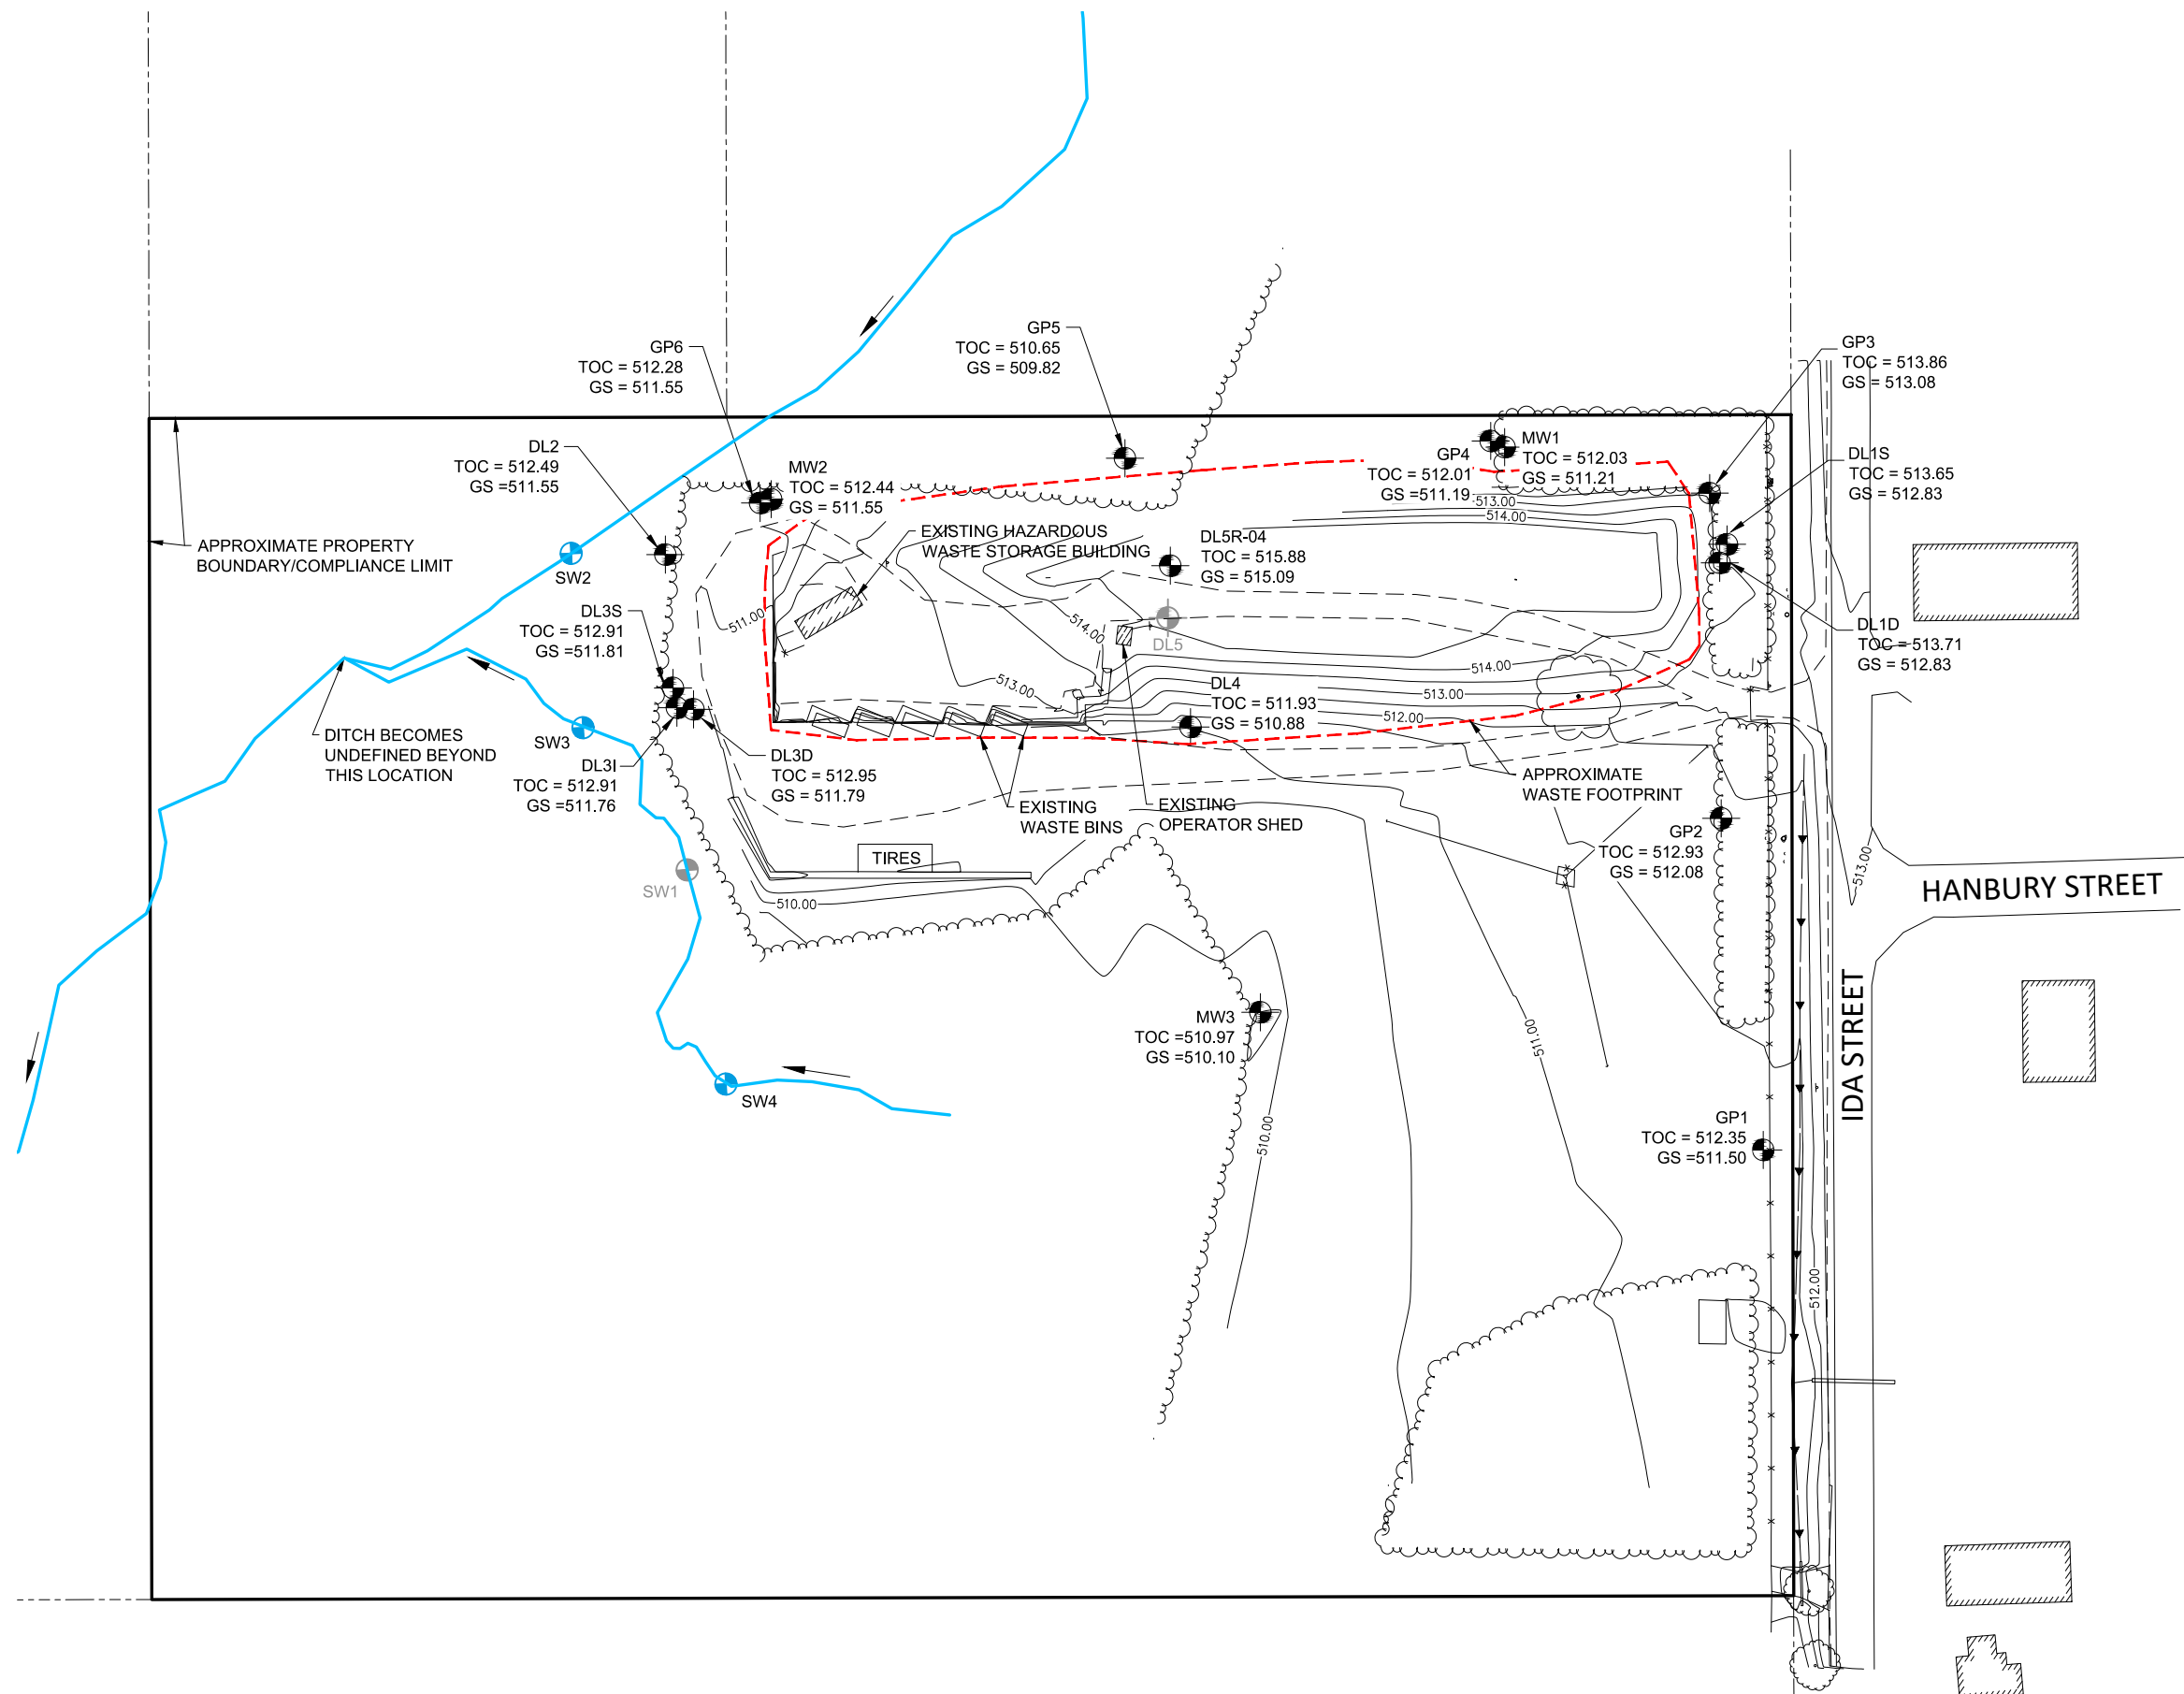 GP5
TOC = 510.65
GS = 509.82
GP6
TOC = 512.28
GS = 511.55
GP3
TOC = 513.86
GS = 513.08
DL2
TOC = 512.49
GS =511.55
MW2
TOC = 512.44
GS = 511.55
GP4
TOC = 512.01
GS =511.19
MW1
TOC = 512.03
GS = 511.21
DL1S
TOC = 513.65
GS = 512.83
513.00
514.00
APPROXIMATE PROPERTY
BOUNDARY/COMPLIANCE LIMIT
EXISTING HAZARDOUS
WASTE STORAGE BUILDING
DL5R-04
TOC = 515.88
GS = 515.09
SW2
DL3S
TOC = 512.91
GS =511.81
511.00
514.00
DL5
DL1D
TOC = 513.71
GS = 512.83
514.00
513.00
513.00
DL4
TOC = 511.93
GS = 510.88
512.00
DITCH BECOMES
UNDEFINED BEYOND
THIS LOCATION
SW3
DL3I
TOC = 512.91
GS =511.76
DL3D
TOC = 512.95
GS = 511.79
EXISTING
WASTE BINS
EXISTING
OPERATOR SHED
APPROXIMATE
WASTE FOOTPRINT
GP2
TOC = 512.93
GS = 512.08
TIRES
SW1
510.00
513.00
HANBURY STREET
IDA STREET
MW3
TOC =510.97
GS =510.10
511.00
SW4
510.00
GP1
TOC = 512.35
GS =511.50
512.00